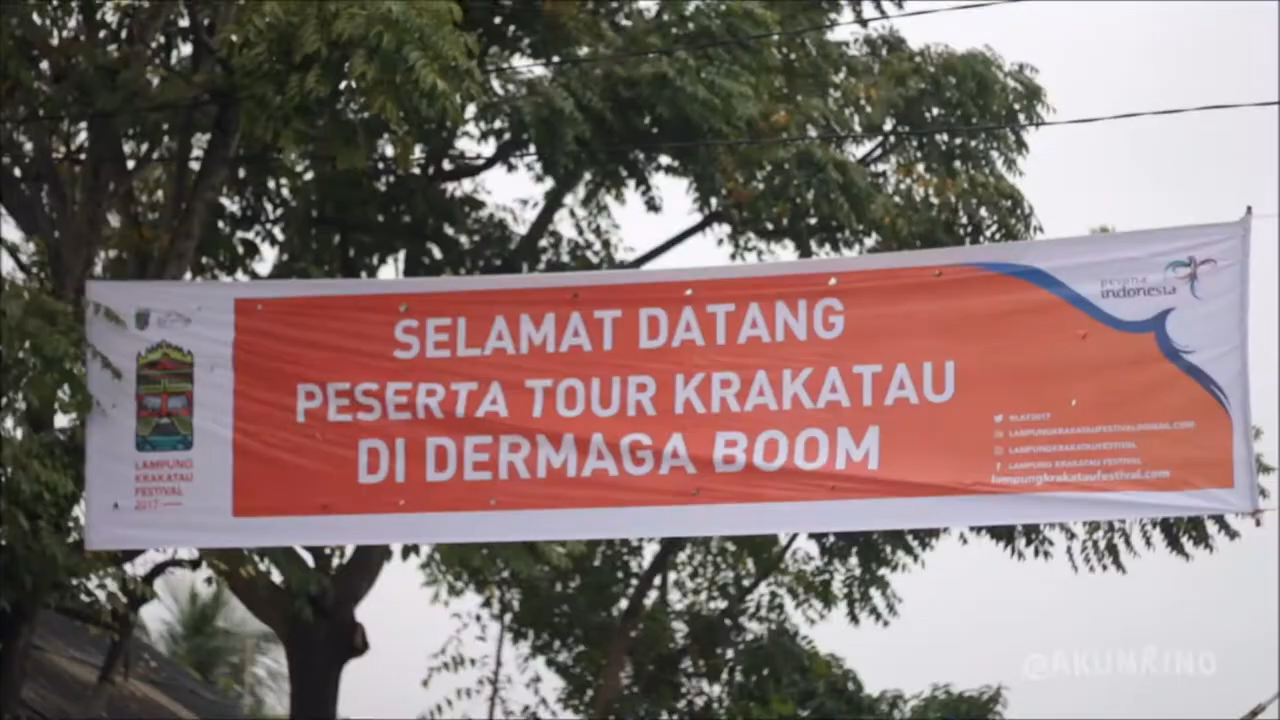 SELAMAT DATANG
PESERTA TOUR KRAKATAU
DI DERMAGA BOOM
LAMPUNG
KRAKATAU
FESTIVAL
2017
pesona
indonesia
LAMPUNG KRAKATAU FESTIVAL
lampungkrakataufestival.com
@AKUNRINO